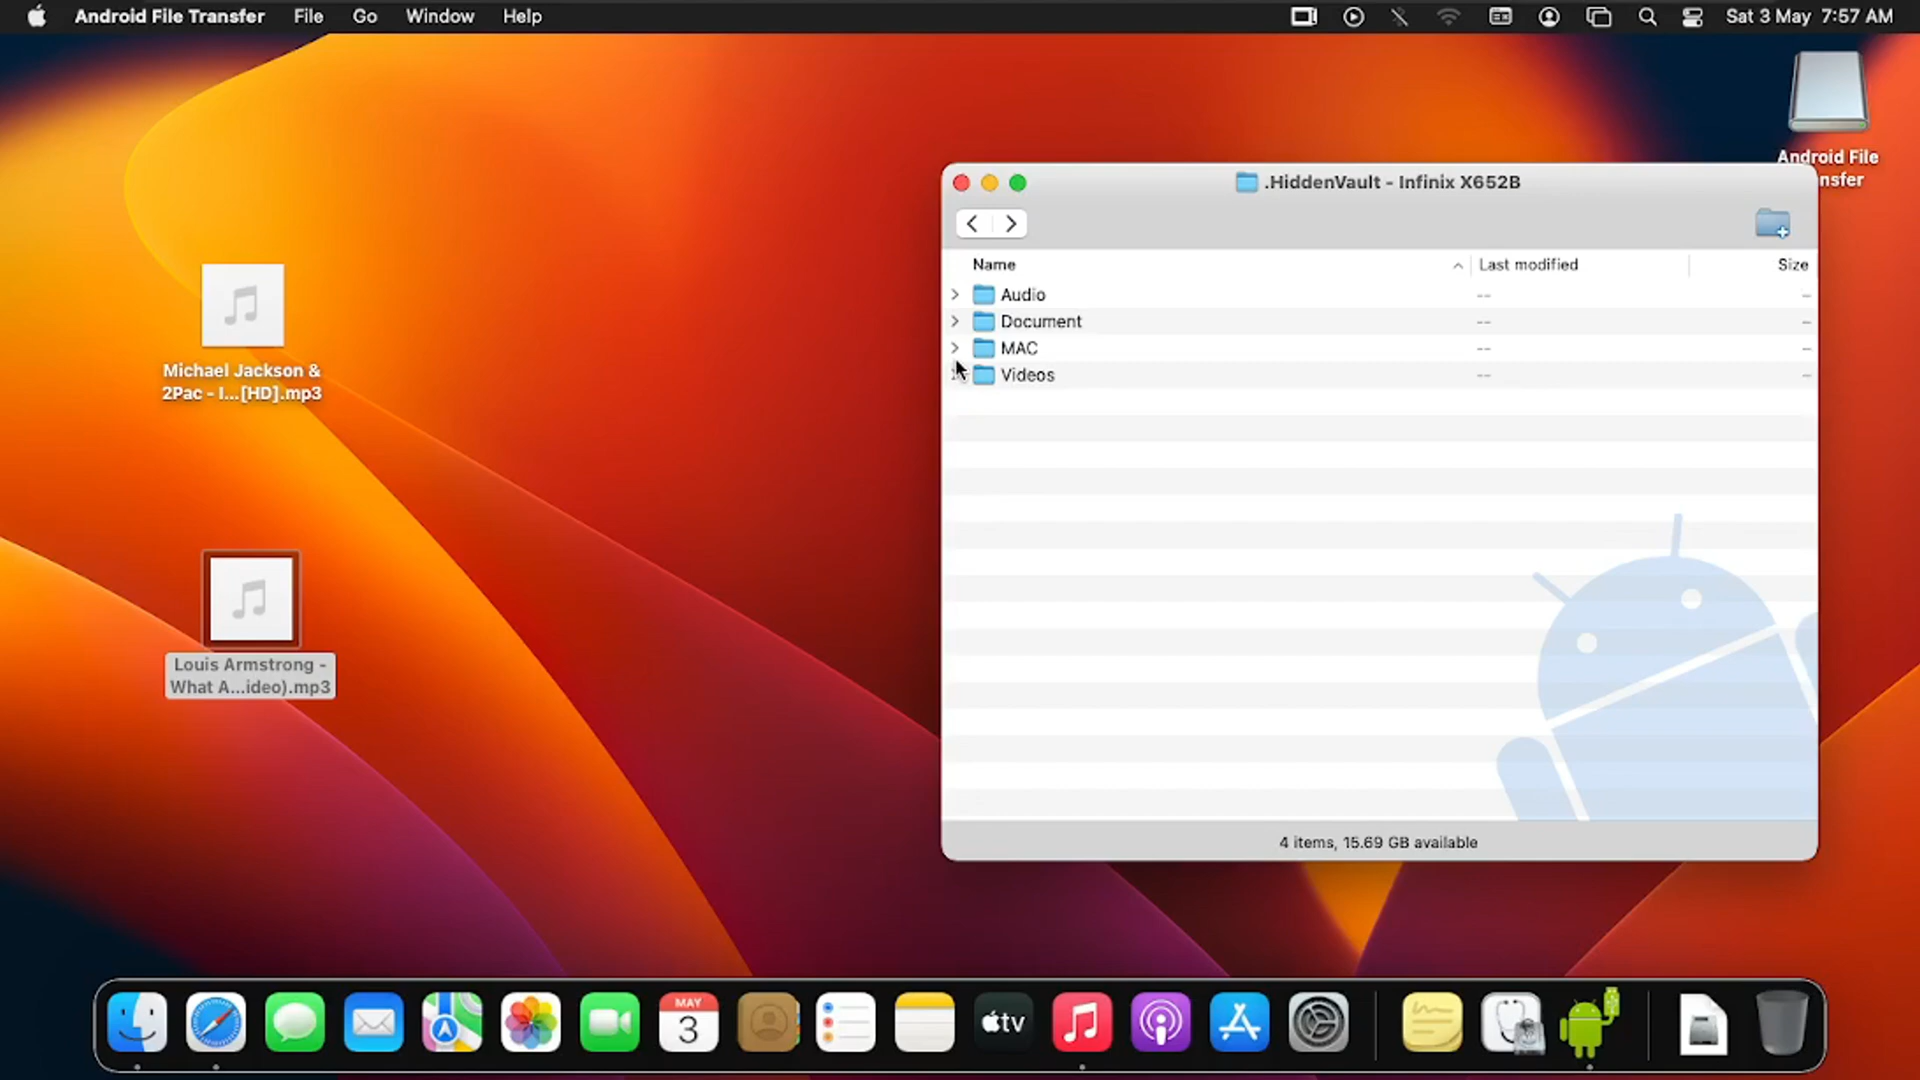 Android File Transfer File Go Window Help Sat 3 May 7:57 AM
Android File
nsfer
.HiddenVault - Infinix X652B
Name Last modified Size
Audio -- --
Document -- --
MAC -- --
Videos -- --
4 items, 15.69 GB available
Michael Jackson &
2Pac - I...[HD].mp3
Louis Armstrong -
What A...ideo).mp3
MAY
3
tv